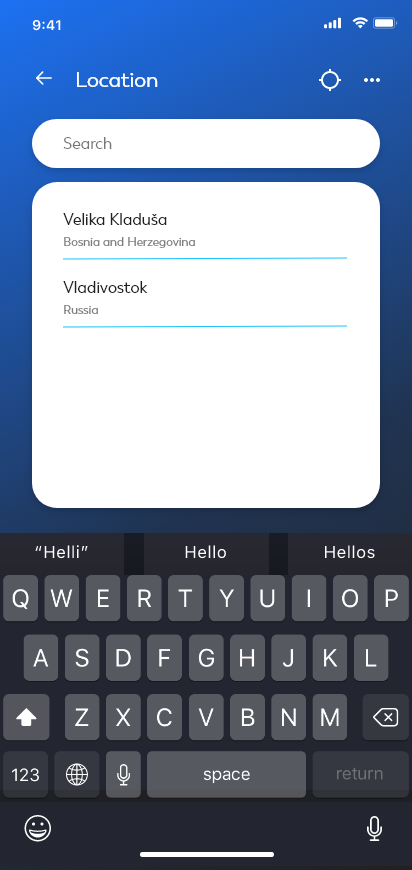 9:41
Location
Search
Velika Kladuša
Bosnia and Herzegovina
Vladivostok
Russia
“Helli” Hello Hellos
Q W E R T Y U I O P
A S D F G H J K L
Z X C V B N M
123 space return